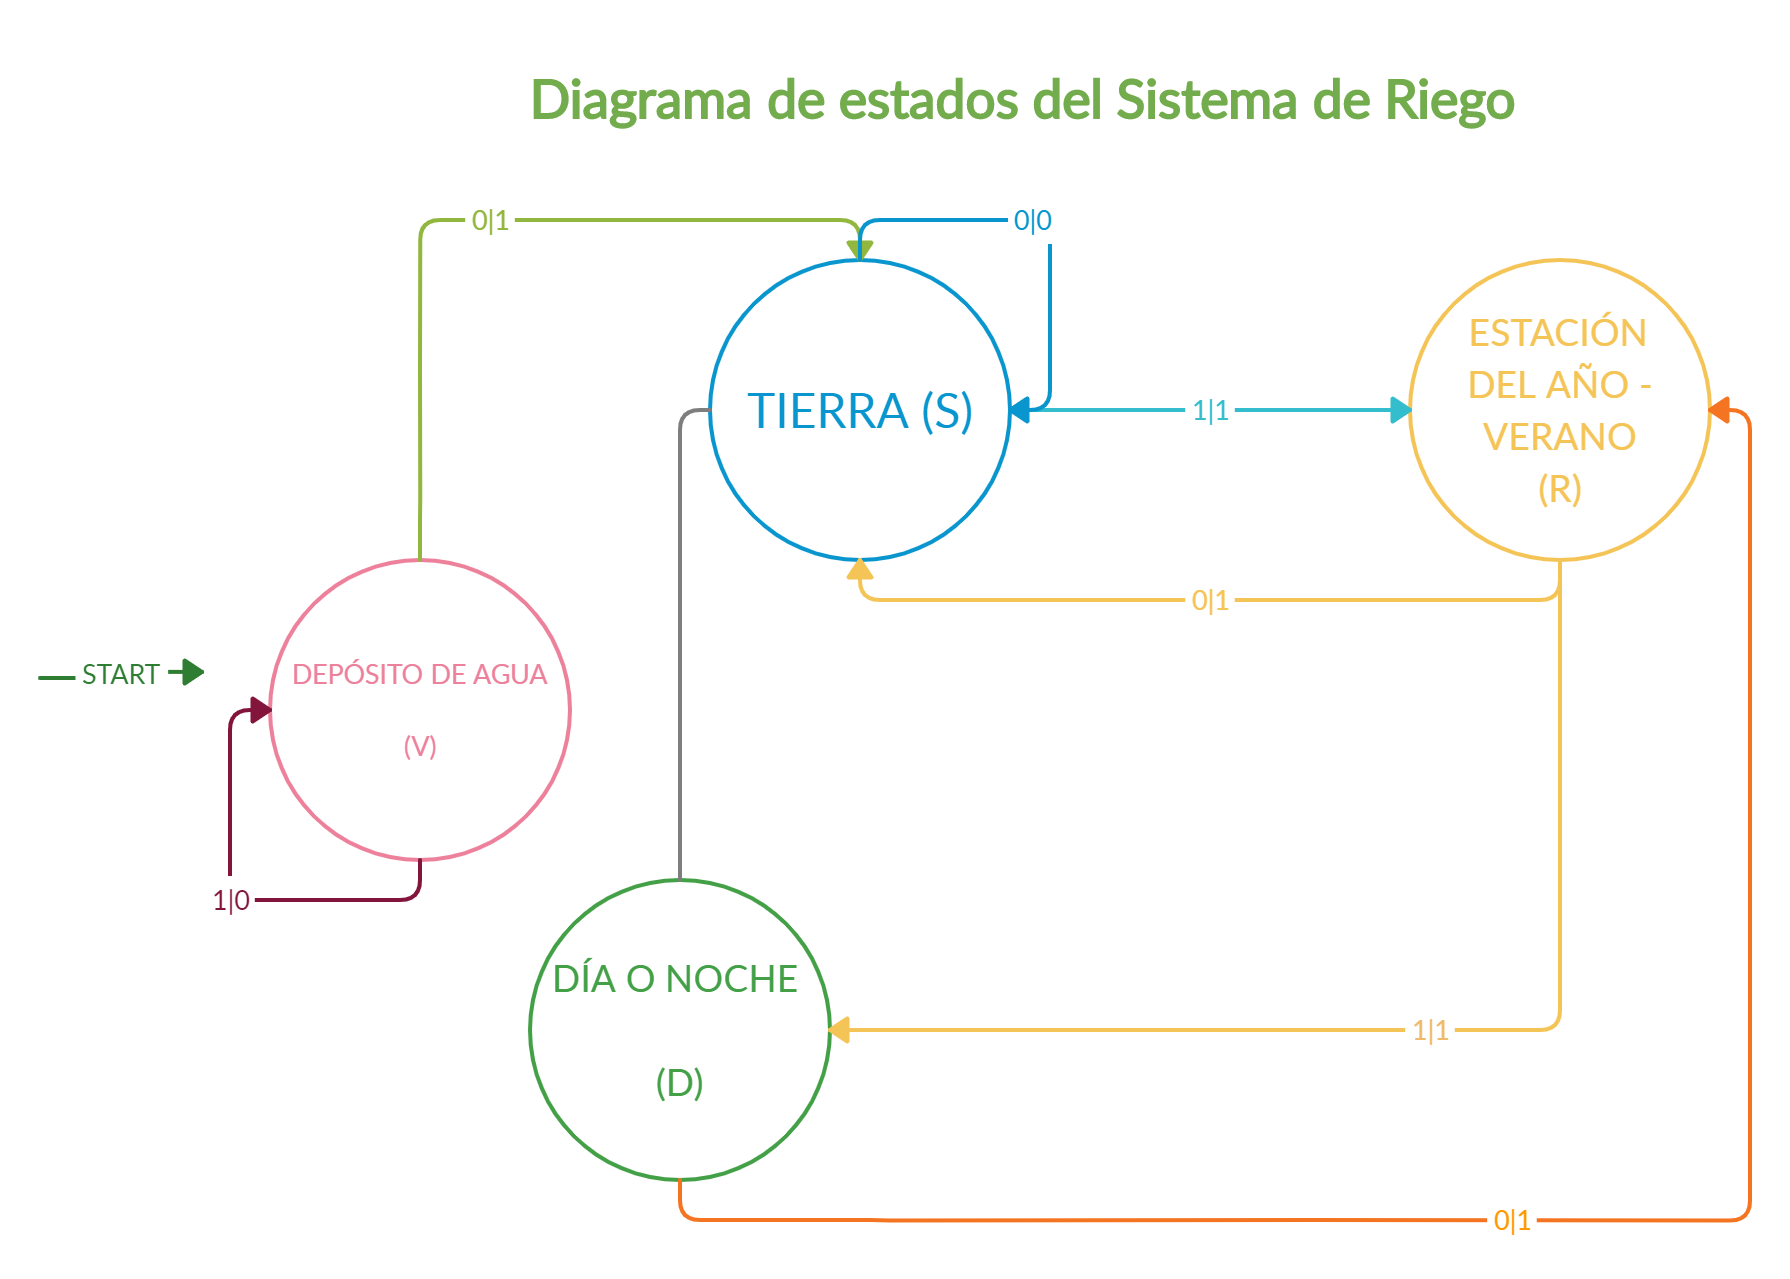 Diagrama de estados del Sistema de Riego
0|1
0|0
TIERRA (S)
1|1
ESTACIÓN
DEL AÑO -
VERANO
(R)
0|1
START
DEPÓSITO DE AGUA
(V)
1|0
DÍA O NOCHE
(D)
1|1
0|1